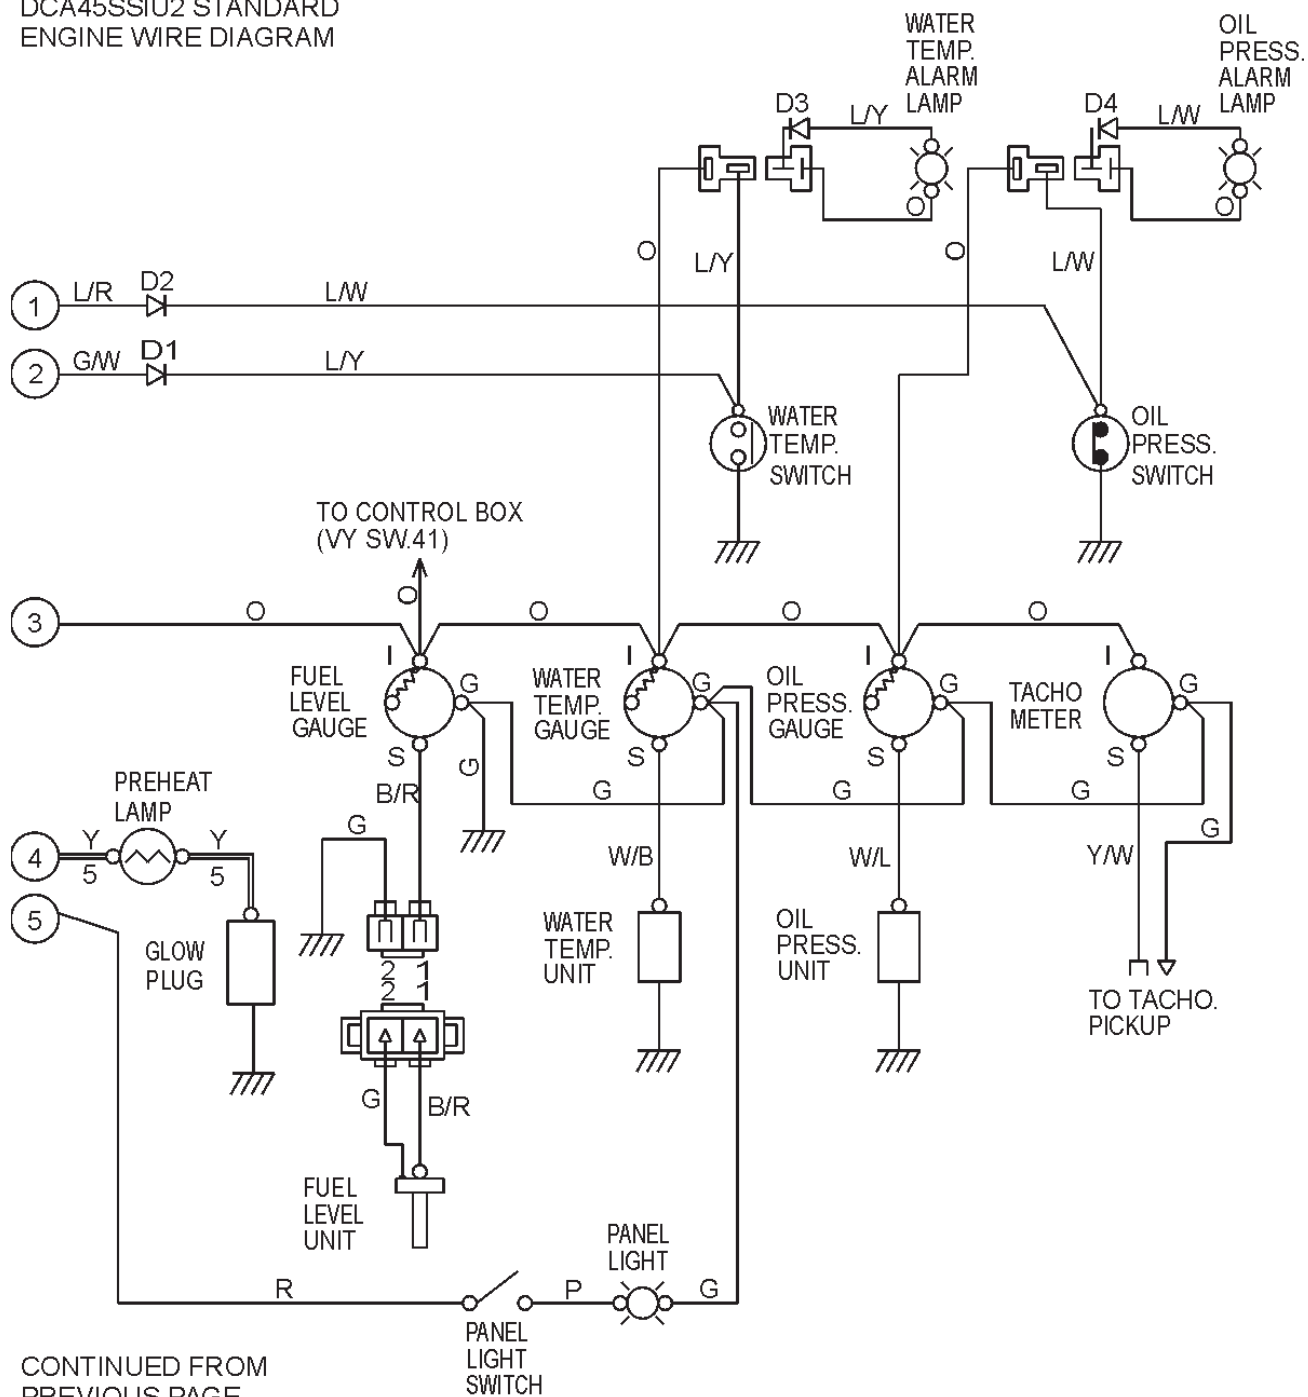 DCA45SSIU2 STANDARD
ENGINE WIRE DIAGRAM
WATER
TEMP.
ALARM
LAMP
OIL
PRESS.
ALARM
LAMP
D3
L/Y
D4
L/W
O
O
O
L/Y
O
L/W
1
L/R
D2
L/W
2
G/W
D1
L/Y
WATER
TEMP.
SWITCH
OIL
PRESS.
SWITCH
TO CONTROL BOX
(VY SW.41)
O
3
O
O
O
O
I
I
I
I
FUEL
LEVEL
GAUGE
G
WATER
TEMP.
GAUGE
G
OIL
PRESS.
GAUGE
G
TACHO
METER
G
S
S
S
S
G
B/R
G
G
G
G
PREHEAT
LAMP
4
Y
5
Y
5
G
W/B
W/L
Y/W
5
GLOW
PLUG
2 1
2 1
WATER
TEMP.
UNIT
OIL
PRESS.
UNIT
TO TACHO.
PICKUP
G
B/R
FUEL
LEVEL
UNIT
PANEL
LIGHT
R
P
G
PANEL
LIGHT
SWITCH
CONTINUED FROM
PREVIOUS PAGE